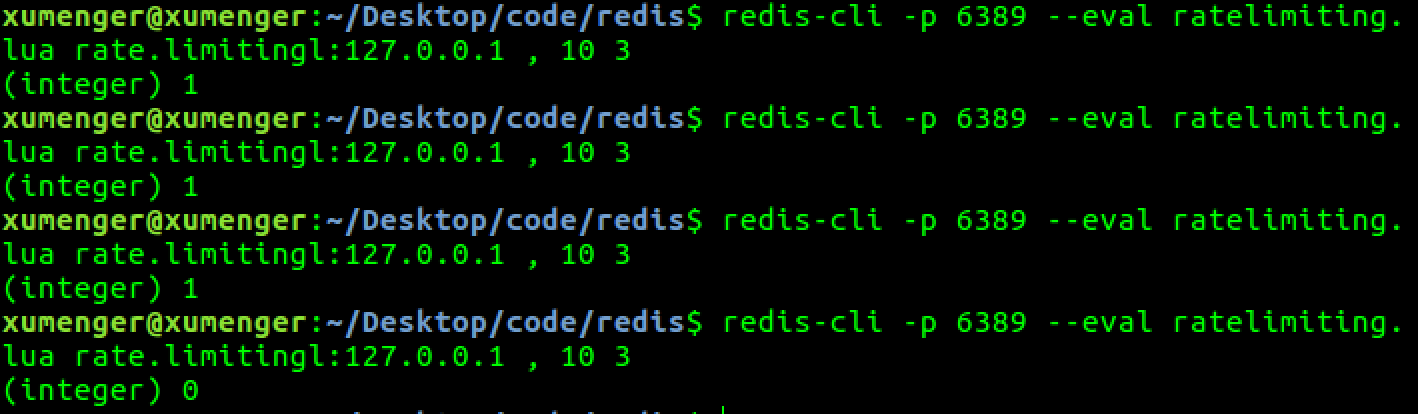 xumenger@xumenger:~/Desktop/code/redis$ redis-cli -p 6389 --eval ratelimiting.
lua rate.limitingl:127.0.0.1 , 10 3
(integer) 1
xumenger@xumenger:~/Desktop/code/redis$ redis-cli -p 6389 --eval ratelimiting.
lua rate.limitingl:127.0.0.1 , 10 3
(integer) 1
xumenger@xumenger:~/Desktop/code/redis$ redis-cli -p 6389 --eval ratelimiting.
lua rate.limitingl:127.0.0.1 , 10 3
(integer) 1
xumenger@xumenger:~/Desktop/code/redis$ redis-cli -p 6389 --eval ratelimiting.
lua rate.limitingl:127.0.0.1 , 10 3
(integer) 0